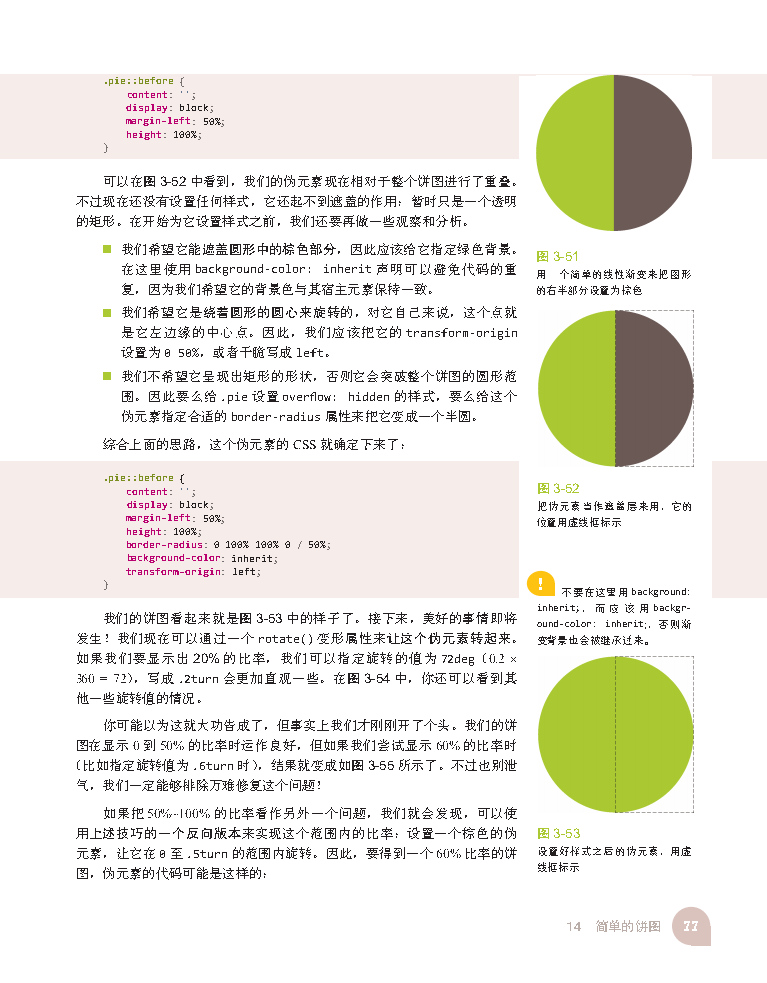 .pie::before {
content: '';
display: block;
margin-left: 50%;
height: 100%;
}
可以在图 3-52 中看到，我们的伪元素现在相对于整个饼图进行了重叠。
不过现在还没有设置任何样式，它还起不到遮盖的作用：暂时只是一个透明
的矩形。在开始为它设置样式之前，我们还要再做一些观察和分析。
■ 我们希望它能遮盖圆形中的棕色部分，因此应该给它指定绿色背景。
在这里使用 background-color: inherit 声明可以避免代码的重
复，因为我们希望它的背景色与其宿主元素保持一致。
■ 我们希望它是绕着圆形的圆心来旋转的，对它自己来说，这个点就
是它左边缘的中心点。因此，我们应该把它的 transform-origin
设置为 0 50%，或者干脆写成 left。
■ 我们不希望它呈现出矩形的形状，否则它会突破整个饼图的圆形范
围。因此要么给 .pie 设置 overflow: hidden 的样式，要么给这个
伪元素指定合适的 border-radius 属性来把它变成一个半圆。
综合上面的思路，这个伪元素的 CSS 就确定下来了：
.pie::before {
content: '';
display: block;
margin-left: 50%;
height: 100%;
border-radius: 0 100% 100% 0 / 50%;
background-color: inherit;
transform-origin: left;
}
我们的饼图看起来就是图 3-53 中的样子了。接下来，美好的事情即将
发生！我们现在可以通过一个 rotate() 变形属性来让这个伪元素转起来。
如果我们要显示出 20% 的比率，我们可以指定旋转的值为 72deg（0.2 ×
360 = 72），写成 .2turn 会更加直观一些。在图 3-54 中，你还可以看到其
他一些旋转值的情况。
你可能以为这就大功告成了，但事实上我们才刚刚开了个头。我们的饼
图在显示 0 到 50% 的比率时运作良好，但如果我们尝试显示 60% 的比率时
（比如指定旋转值为 .6turn 时），结果就变成如图 3-55 所示了。不过也别泄
气，我们一定能够排除万难修复这个问题！
如果把 50%~100% 的比率看作另外一个问题，我们就会发现，可以使
用上述技巧的一个反向版本来实现这个范围内的比率：设置一个棕色的伪
元素，让它在 0 至 .5turn 的范围内旋转。因此，要得到一个 60% 比率的饼
图，伪元素的代码可能是这样的：
图 3-51
用 个简单的线性渐变来把图形
的右半部分设置为棕色
图 3-52
把伪元素当作遮盖层来用，它的
位置用虚线框标示
!
不要在这里用 background:
inherit;，而应该用 backgr-
ound-color: inherit;，否则渐
变背景也会被继承过来。
图 3-53
设置好样式之后的伪元素，用虚
线框标示
14 简单的饼图 77